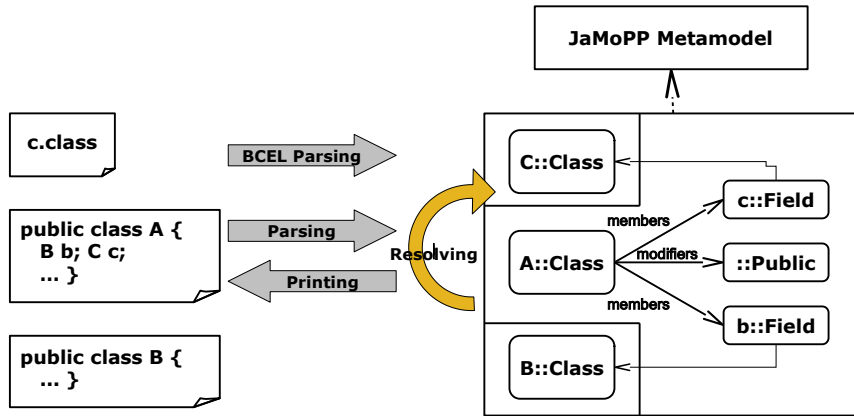 JaMoPP Metamodel
c.class
BCEL Parsing
C::Class
c::Field
public class A {
B b; C c;
... }
Parsing
Printing
Resolving
members
A::Class
modifiers
::Public
members
b::Field
public class B {
... }
B::Class